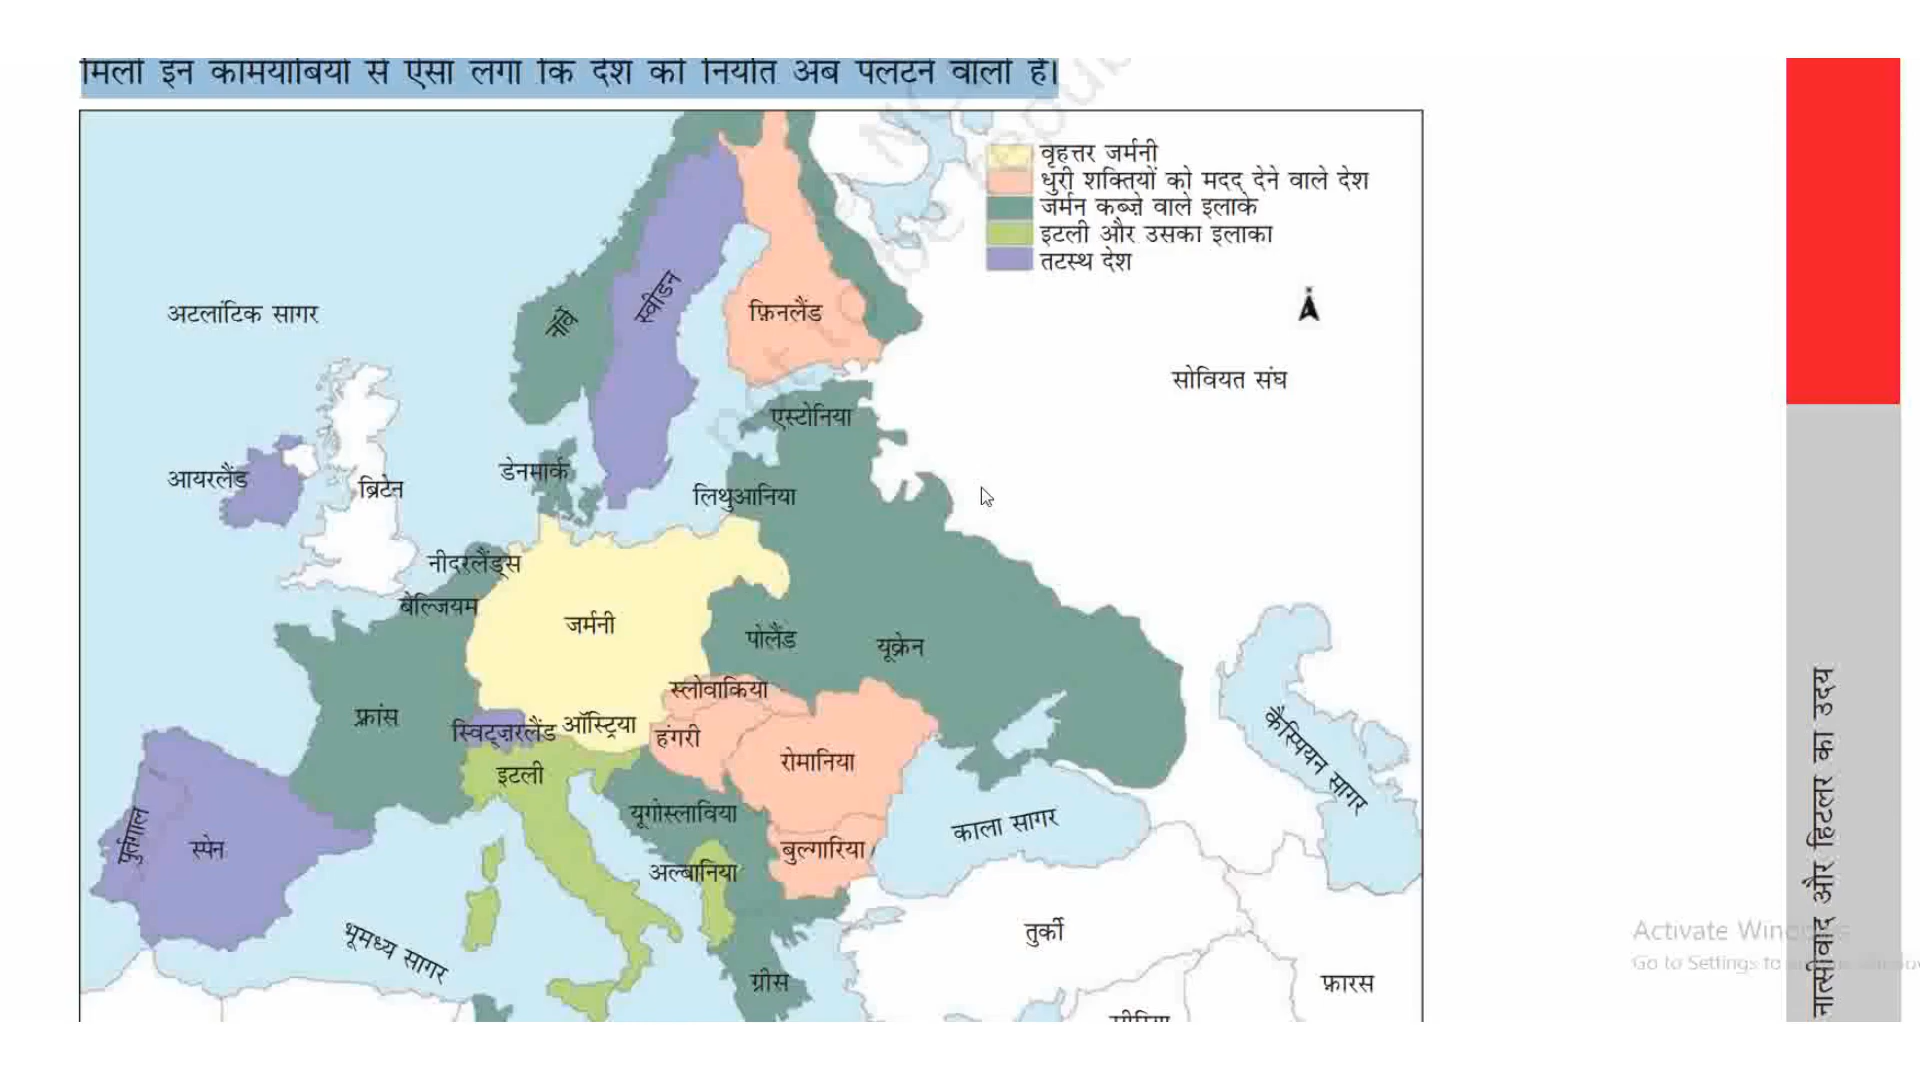 मिली इन कामयाबियों से ऐसा लगा कि देश की नियति अब पलटने वाली है।
वृहत्तर जर्मनी
धुरी शक्तियों को मदद देने वाले देश
जर्मन कब्ज़े वाले इलाके
इटली और उसका इलाका
तटस्थ देश
अटलांटिक सागर
नॉर्वे
स्वीडन
फ़िनलैंड
सोवियत संघ
एस्टोनिया
आयरलैंड
ब्रिटेन
डेनमार्क
लिथुआनिया
नीदरलैंड्स
बेल्जियम
जर्मनी
पोलैंड
यूक्रेन
स्लोवाकिया
फ़्रांस
स्विट्ज़रलैंड
ऑस्ट्रिया
हंगरी
रोमानिया
इटली
कैस्पियन सागर
यूगोस्लाविया
काला सागर
पुर्तगाल
स्पेन
बुल्गारिया
अल्बानिया
भूमध्य सागर
तुर्की
ग्रीस
फ़ारस
नात्सीवाद और हिटलर का उदय
Activate Windows
Go to Settings to